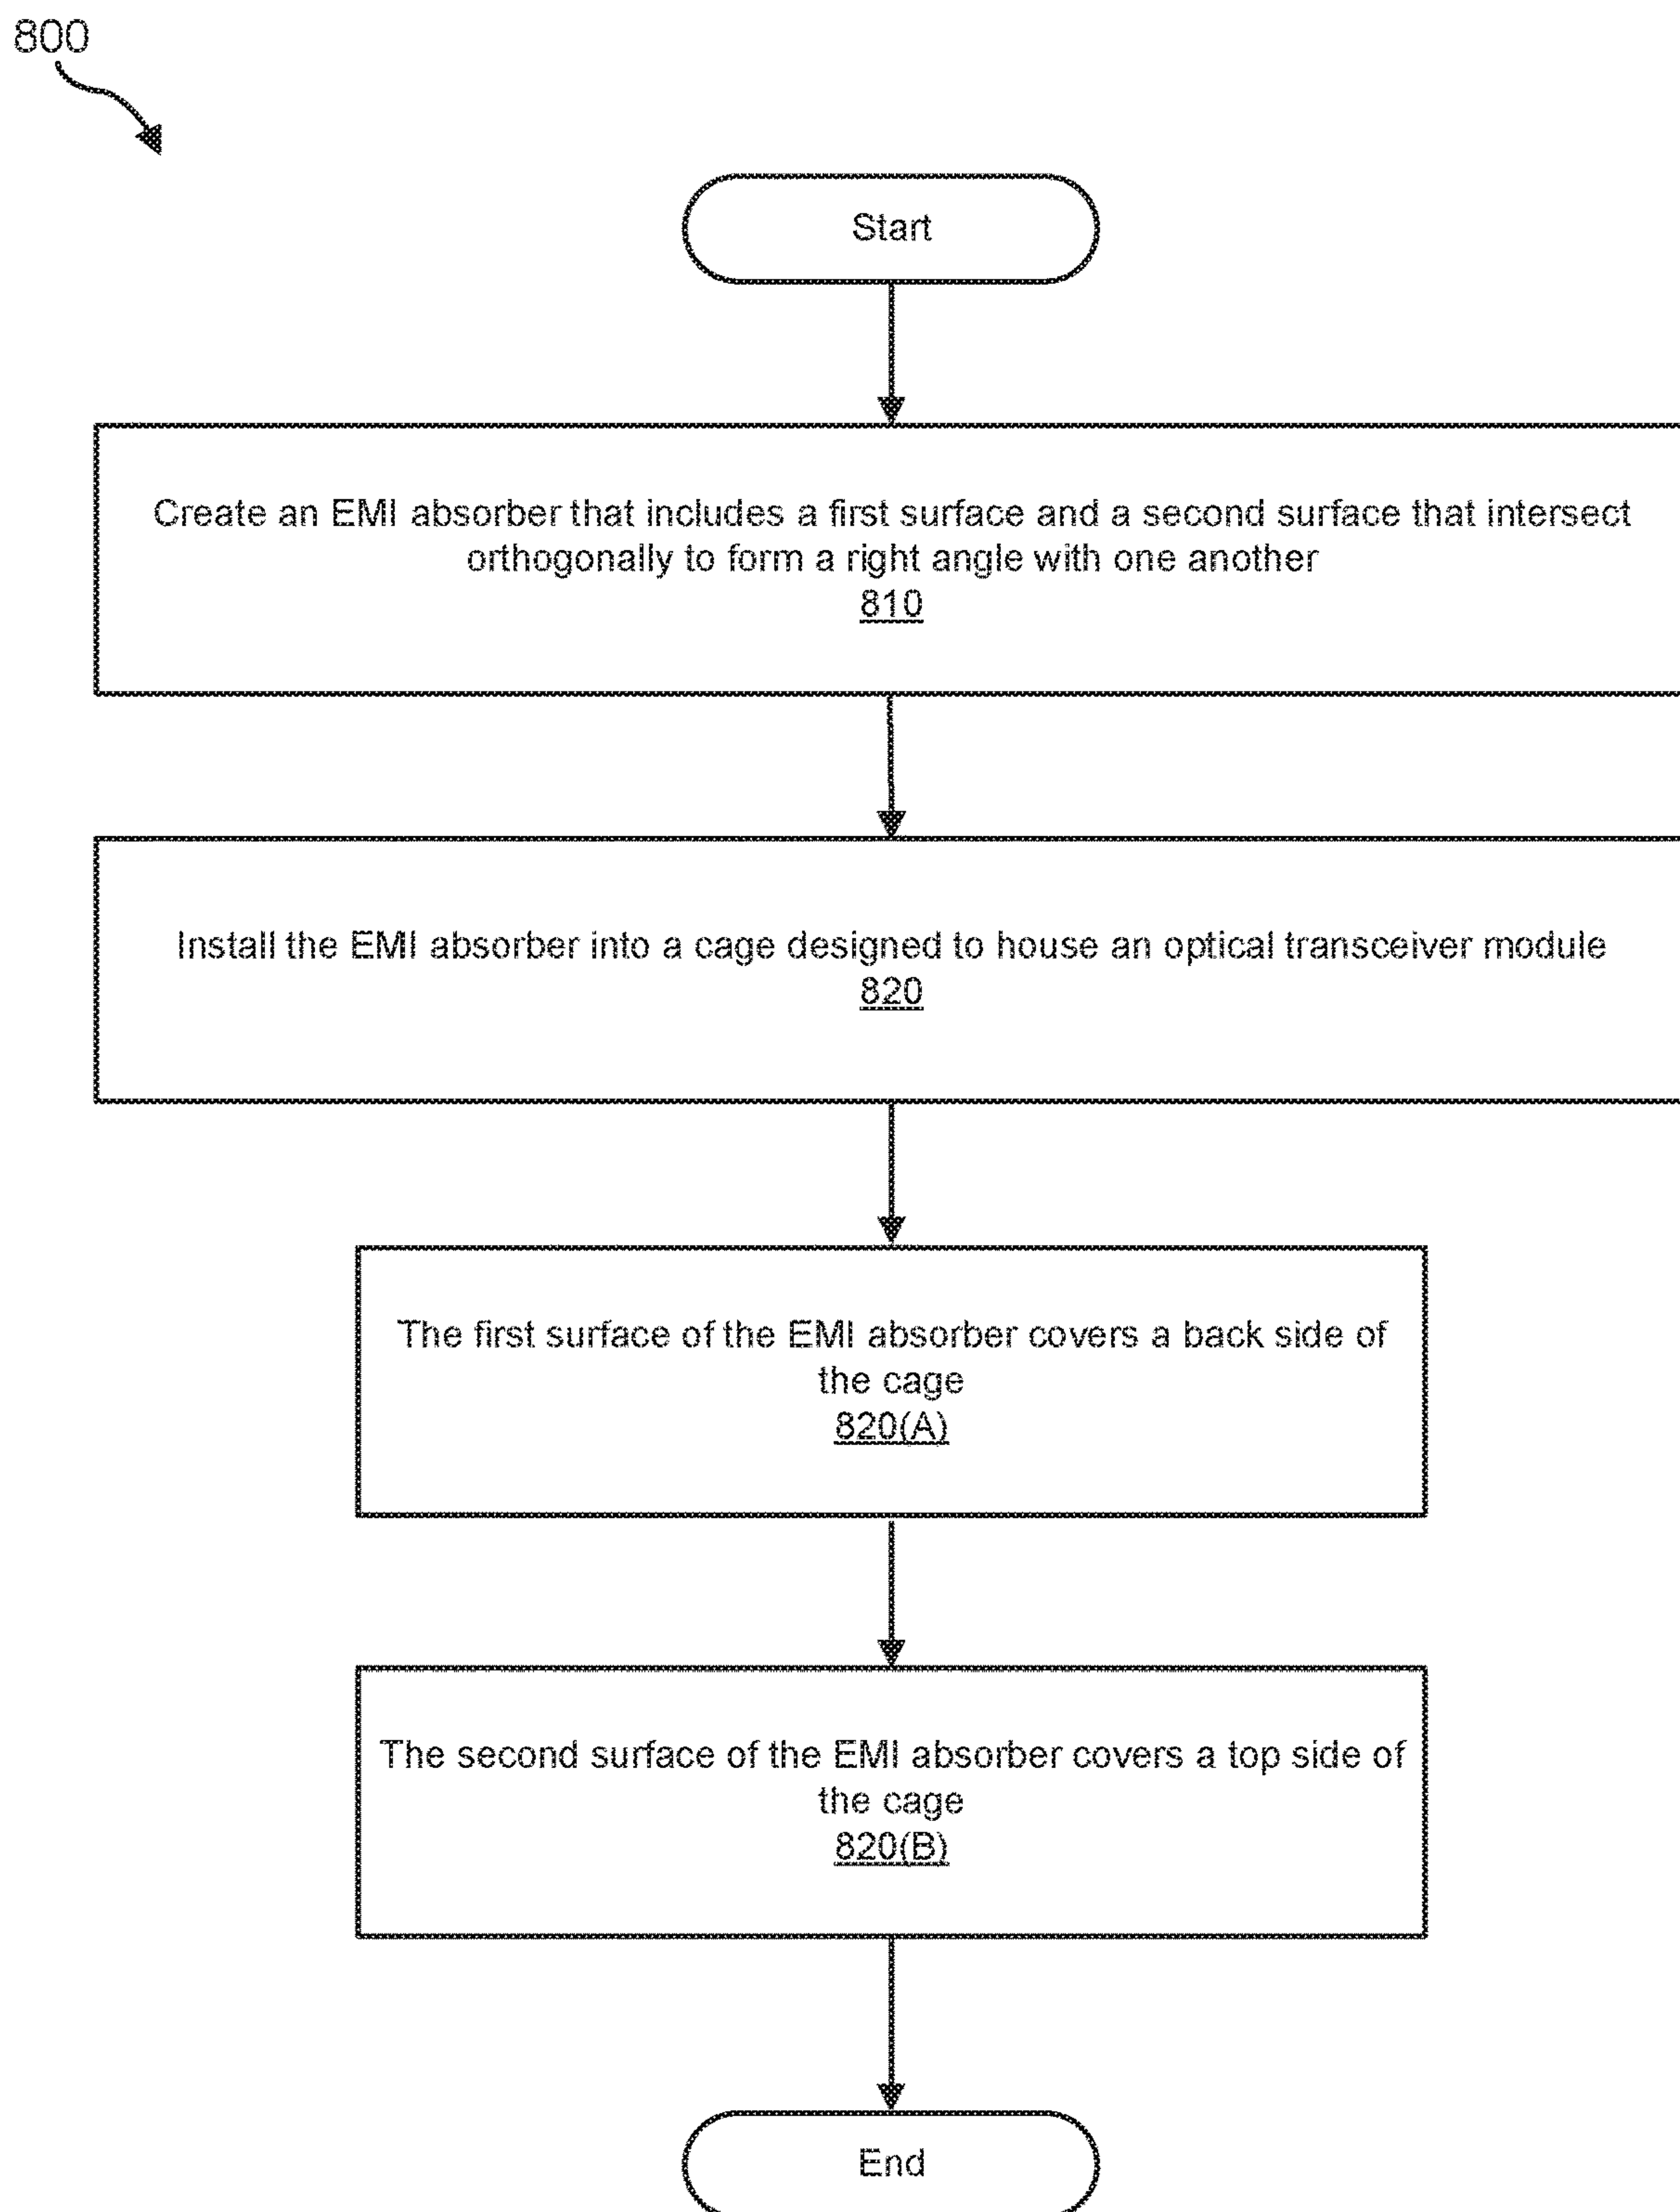 800
Start
Create an EMI absorber that includes a first surface and a second surface that intersect
orthogonally to form a right angle with one another
810
Install the EMI absorber into a cage designed to house an optical transceiver module
820
The first surface of the EMI absorber covers a back side of
the cage
820(A)
The second surface of the EMI absorber covers a top side of
the cage
820(B)
End